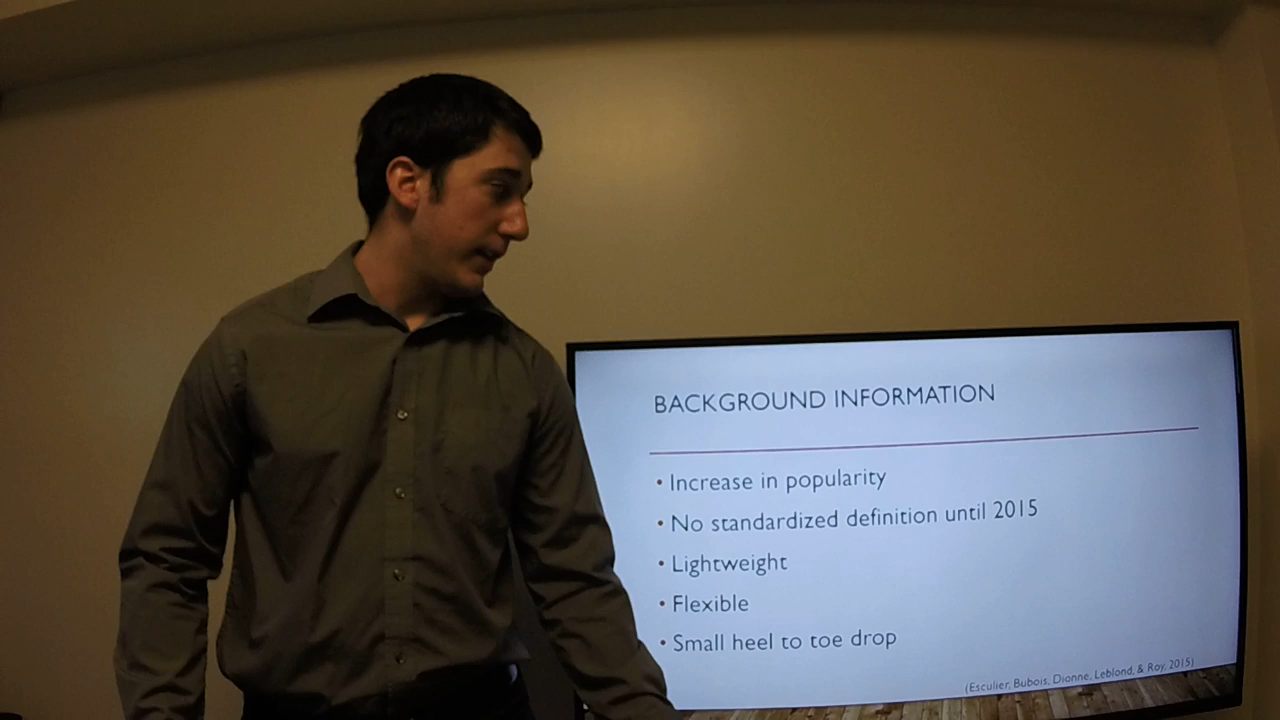 BACKGROUND INFORMATION
• Increase in popularity
• No standardized definition until 2015
• Lightweight
• Flexible
• Small heel to toe drop
(Esculier, Bubois, Dionne, Leblond, & Roy, 2015)